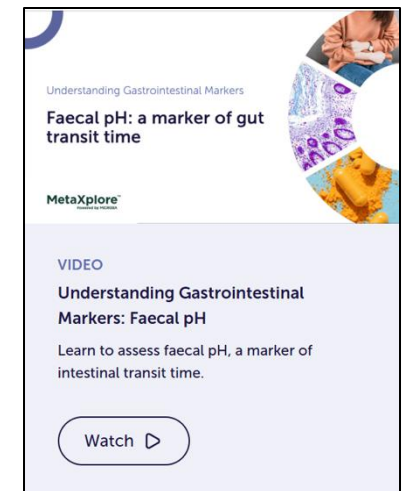 Understanding Gastrointestinal Markers
Faecal pH: a marker of gut
transit time
MetaXplore™
VIDEO
Understanding Gastrointestinal
Markers: Faecal pH
Learn to assess faecal pH, a marker of
intestinal transit time.
Watch